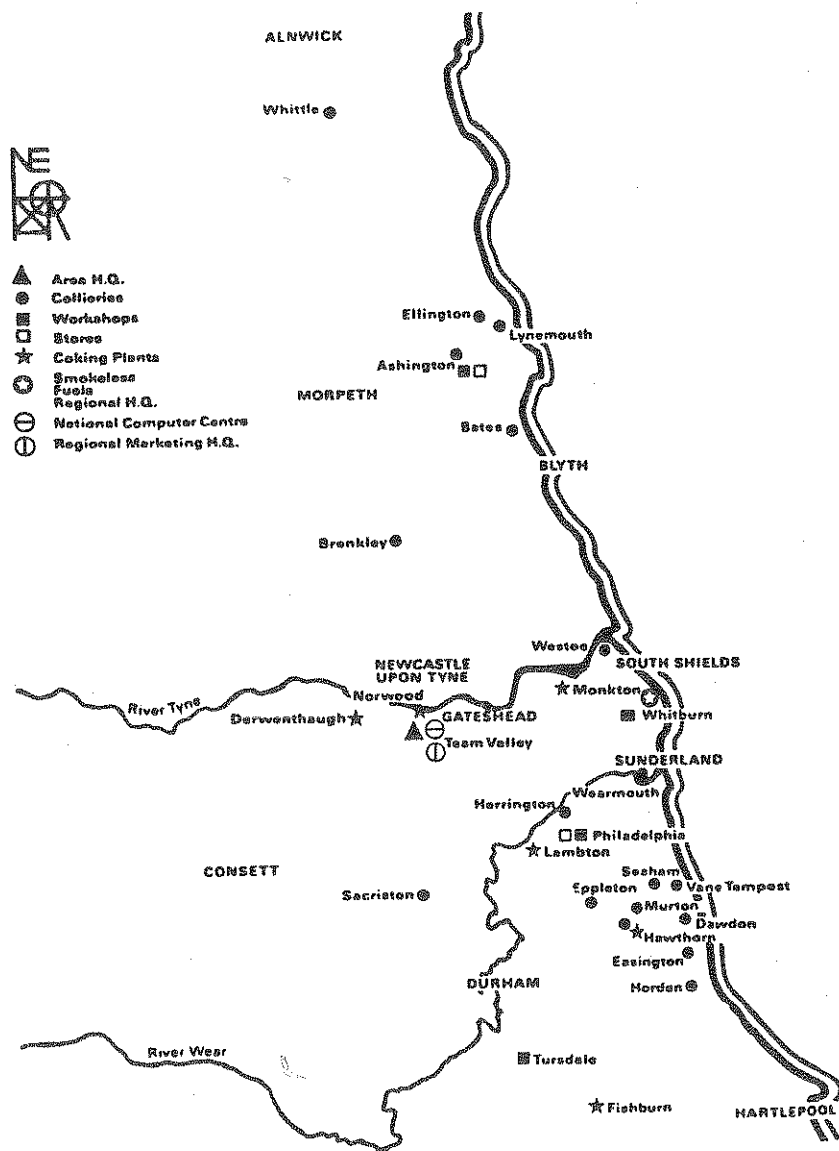 ALNWICK
Whittle
NE
Area H.Q.
Collieries
Workshops
Stores
Coking Plants
Smokeless
Fuels
Regional H.Q.
National Computer Centre
Regional Marketing H.Q.
Ellington
Lynemouth
Ashington
MORPETH
Bates
BLYTH
Brenkley
Westoe
SOUTH SHIELDS
NEWCASTLE
UPON TYNE
Monkton
River Tyne
Norwood
Derwenthaugh
GATESHEAD
Whitburn
Team Valley
SUNDERLAND
Wearmouth
Herrington
Philadelphia
Lambton
CONSETT
Seaham
Eppleton
Vane Tempest
Sacriston
Murton
Dawdon
Hawthorn
Easington
DURHAM
Horden
River Wear
Tursdale
Fishburn
HARTLEPOOL